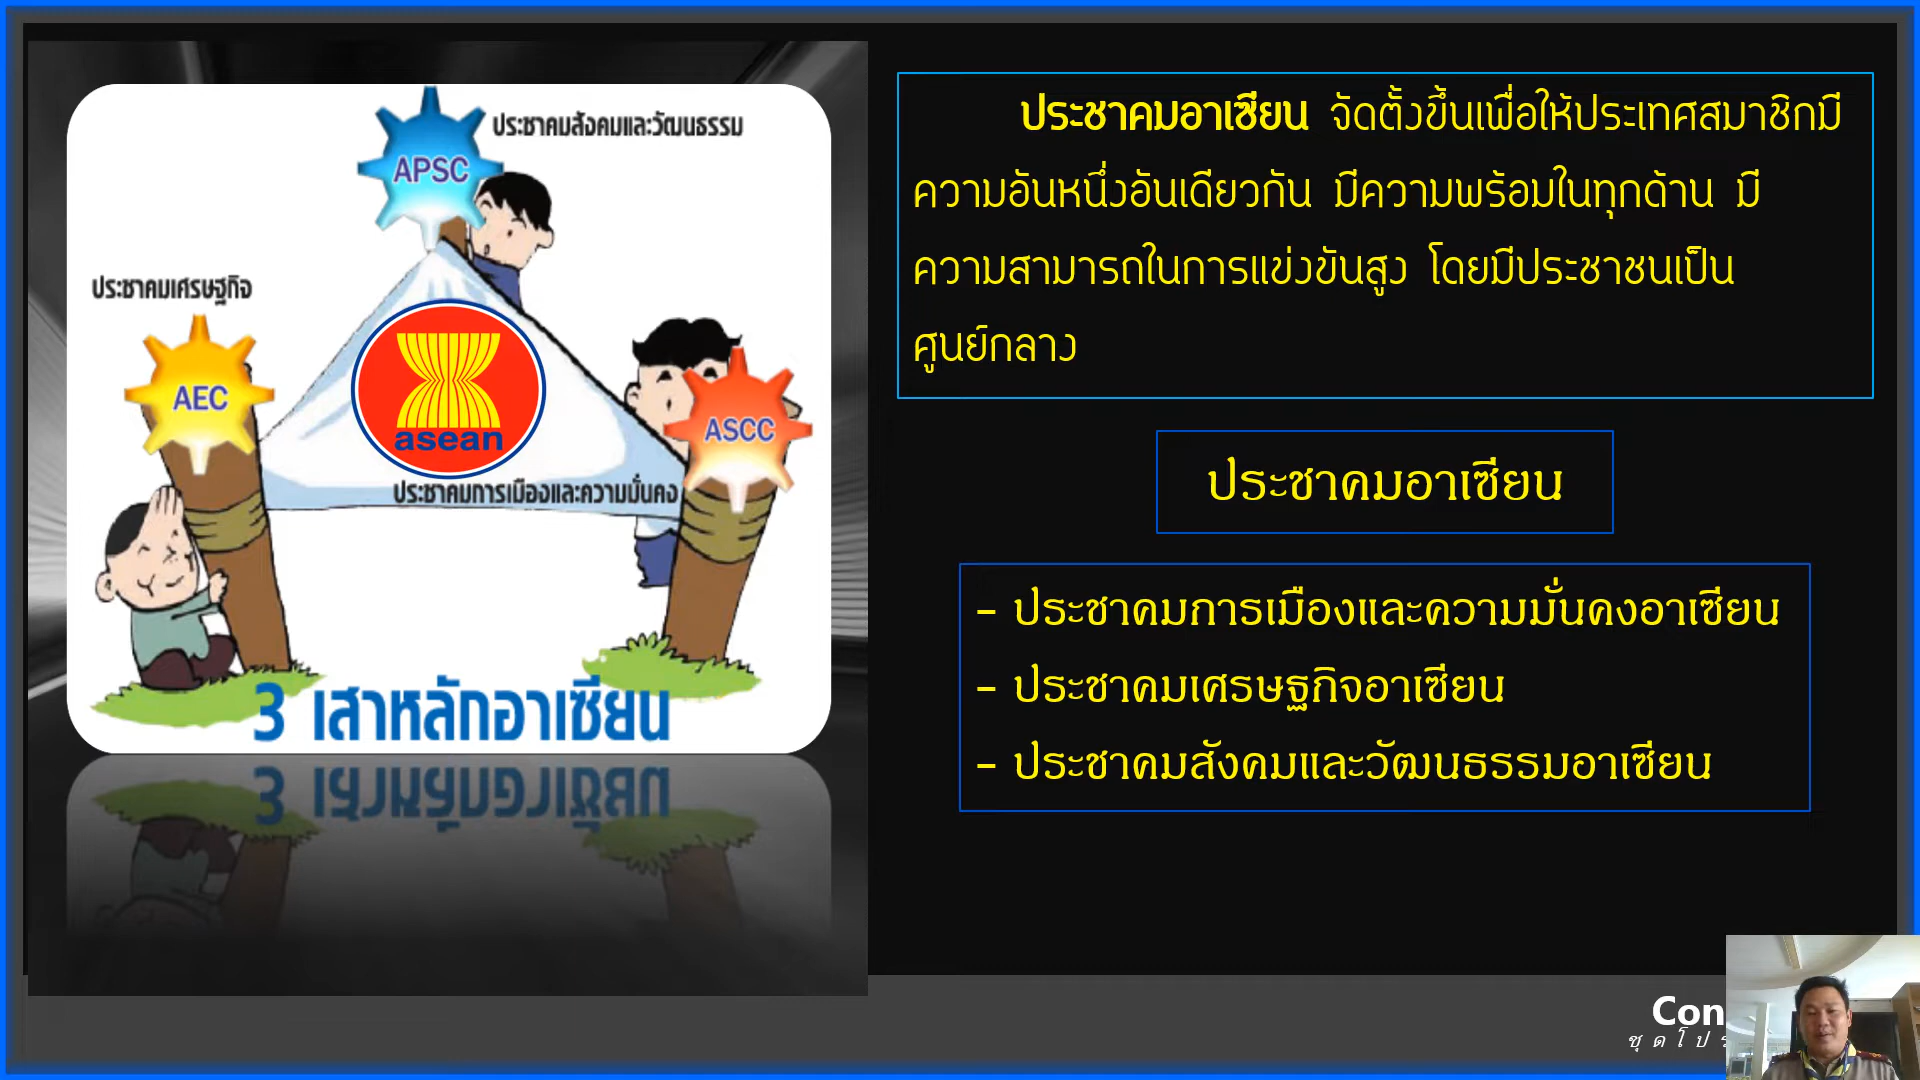 ประชาคมสังคมและวัฒนธรรม
APSC
ประชาคมเศรษฐกิจ
AEC
asean
ASCC
ประชาคมการเมืองและความมั่นคง
3 เสาหลักอาเซียน
ประชาคมอาเซียน จัดตั้งขึ้นเพื่อให้ประเทศสมาชิกมี
ความอันหนึ่งอันเดียวกัน มีความพร้อมในทุกด้าน มี
ความสามารถในการแข่งขันสูง โดยมีประชาชนเป็น
ศูนย์กลาง
ประชาคมอาเซียน
- ประชาคมการเมืองและความมั่นคงอาเซียน
- ประชาคมเศรษฐกิจอาเซียน
- ประชาคมสังคมและวัฒนธรรมอาเซียน
Con
ชุดโปร